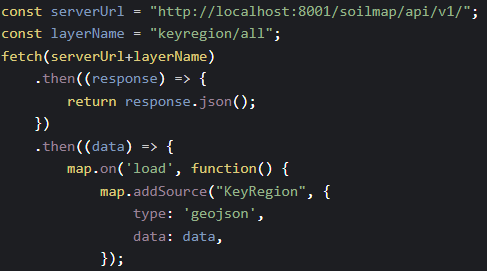 const serverUrl = "http://localhost:8001/soilmap/api/v1/";
const layerName = "keyregion/all";
fetch(serverUrl+layerName)
    .then((response) => {
        return response.json();
    })
    .then((data) => {
        map.on('load', function() {
            map.addSource("KeyRegion", {
                type: 'geojson',
                data: data,
            });